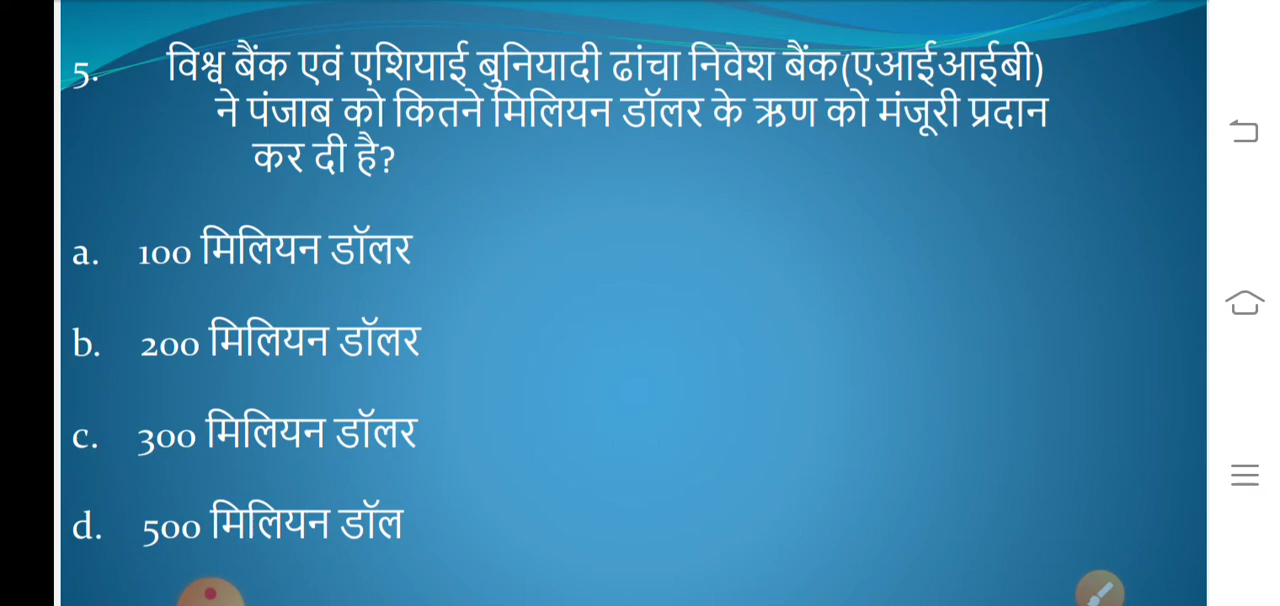 5. विश्व बैंक एवं एशियाई बुनियादी ढांचा निवेश बैंक(एआईआईबी)
ने पंजाब को कितने मिलियन डॉलर के ऋण को मंजूरी प्रदान
कर दी है?
a. 100 मिलियन डॉलर
b. 200 मिलियन डॉलर
c. 300 मिलियन डॉलर
d. 500 मिलियन डॉल